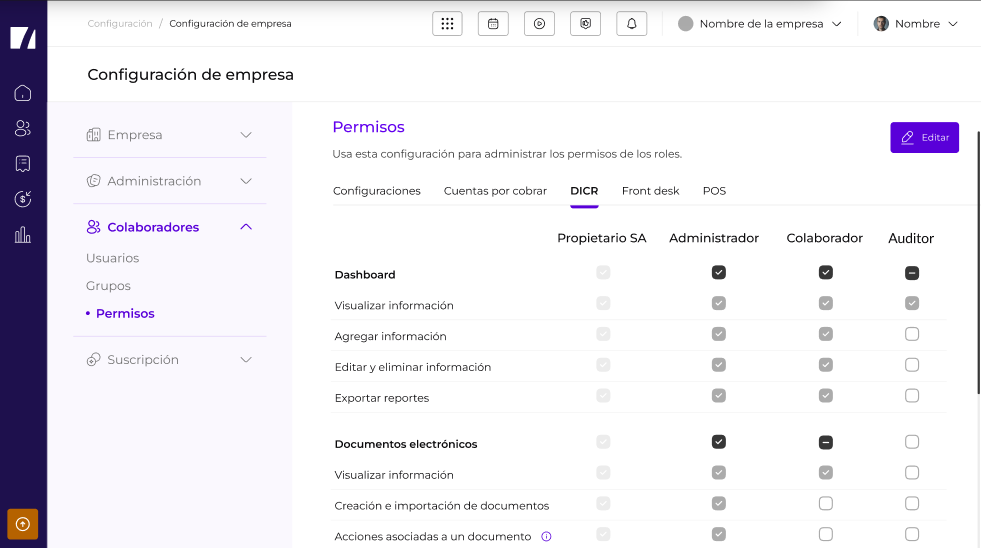 Configuración / Configuración de empresa
Nombre de la empresa
Nombre
Configuración de empresa
Empresa
Administración
Colaboradores
Usuarios
Grupos
Permisos
Suscripción
Permisos
Editar
Usa esta configuración para administrar los permisos de los roles.
Configuraciones Cuentas por cobrar DICR Front desk POS
Propietario SA Administrador Colaborador Auditor
Dashboard
Visualizar información
Agregar información
Editar y eliminar información
Exportar reportes
Documentos electrónicos
Visualizar información
Creación e importación de documentos
Acciones asociadas a un documento